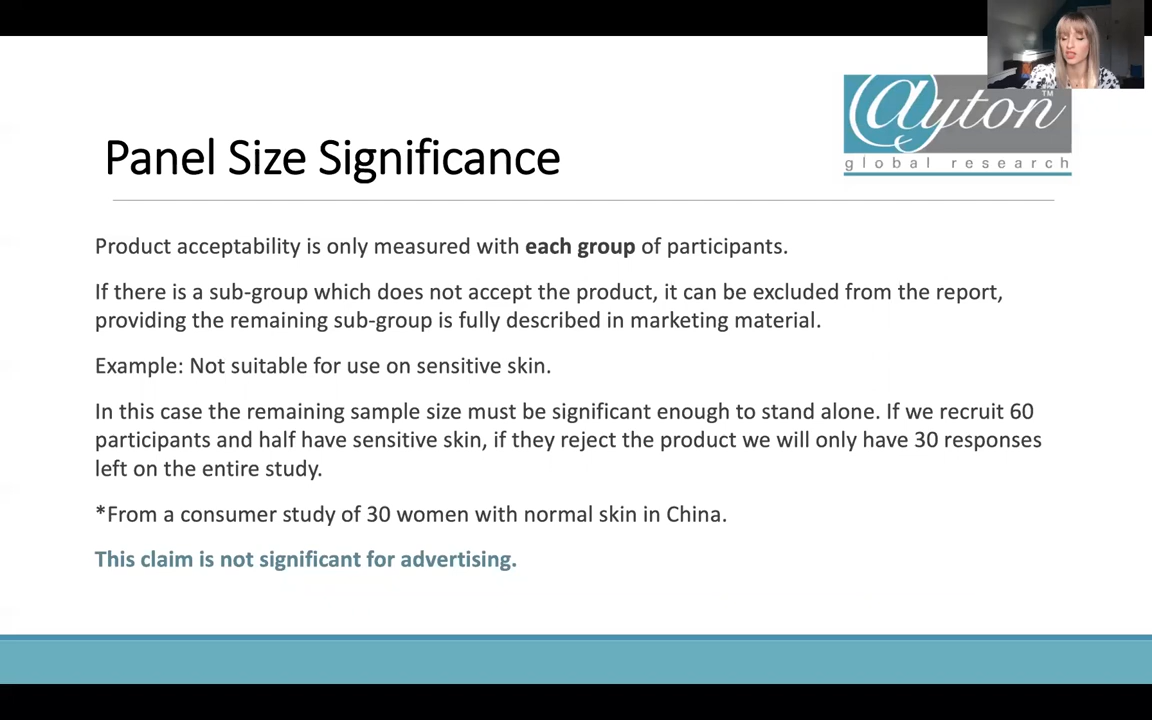 @yton™
global research
Panel Size Significance
Product acceptability is only measured with each group of participants.
If there is a sub-group which does not accept the product, it can be excluded from the report,
providing the remaining sub-group is fully described in marketing material.
Example: Not suitable for use on sensitive skin.
In this case the remaining sample size must be significant enough to stand alone. If we recruit 60
participants and half have sensitive skin, if they reject the product we will only have 30 responses
left on the entire study.
*From a consumer study of 30 women with normal skin in China.
This claim is not significant for advertising.